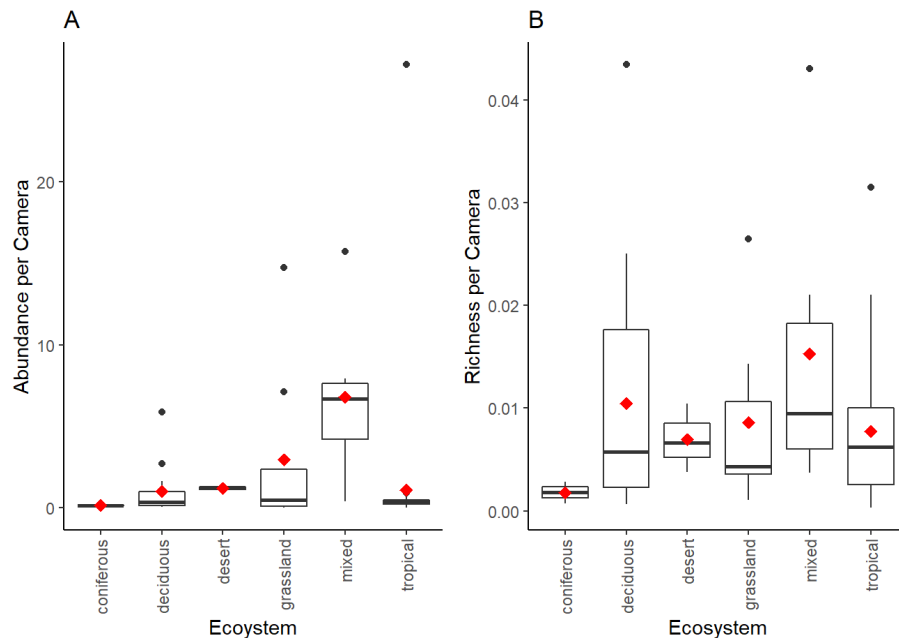 A
Abundance per Camera
20
10
0
coniferous
deciduous
desert
grassland
mixed
tropical
Ecoystem
B
Richness per Camera
0.04
0.03
0.02
0.01
0.00
coniferous
deciduous
desert
grassland
mixed
tropical
Ecosystem